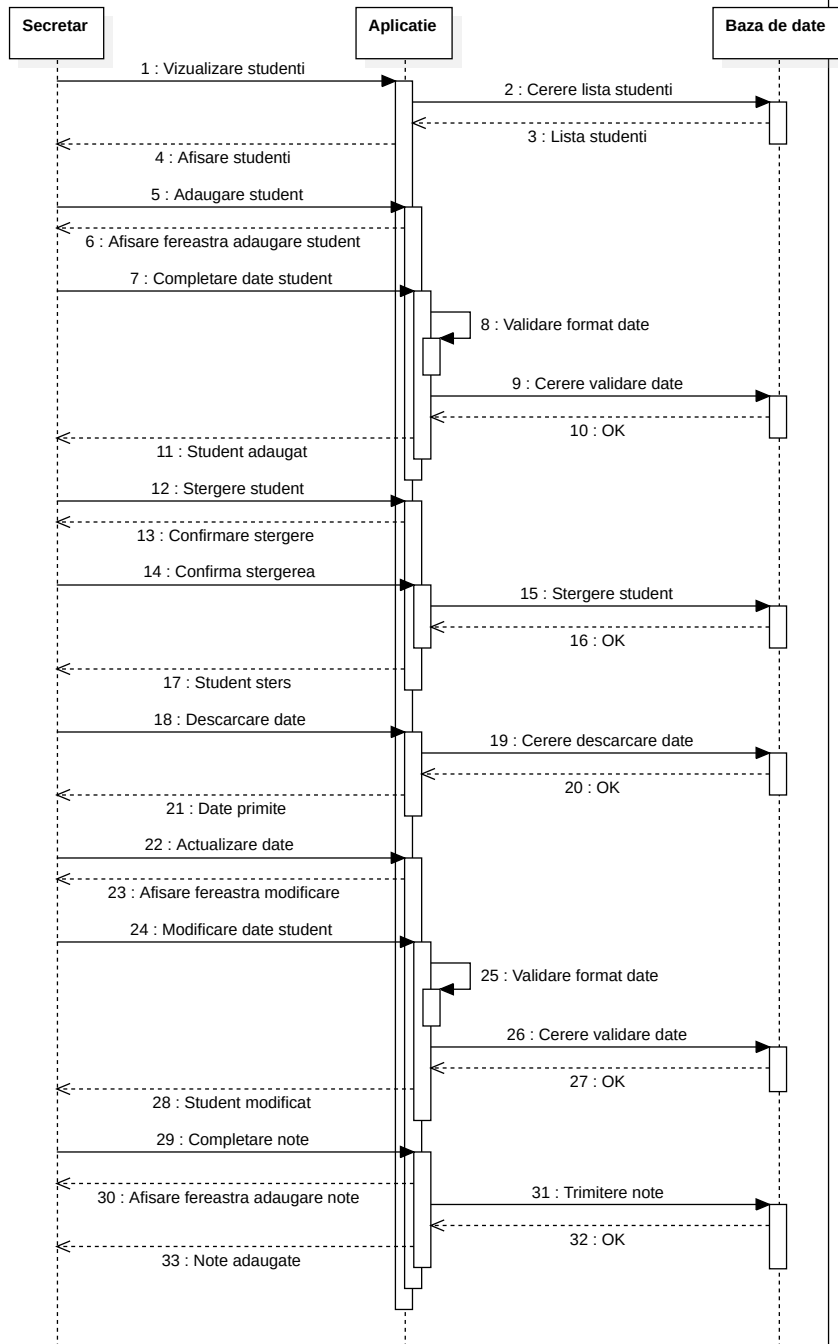 Secretar
Aplicatie
Baza de date
1 : Vizualizare studenti
2 : Cerere lista studenti
3 : Lista studenti
4 : Afisare studenti
5 : Adaugare student
6 : Afisare fereastra adaugare student
7 : Completare date student
8 : Validare format date
9 : Cerere validare date
10 : OK
11 : Student adaugat
12 : Stergere student
13 : Confirmare stergere
14 : Confirma stergerea
15 : Stergere student
16 : OK
17 : Student sters
18 : Descarcare date
19 : Cerere descarcare date
20 : OK
21 : Date primite
22 : Actualizare date
23 : Afisare fereastra modificare
24 : Modificare date student
25 : Validare format date
26 : Cerere validare date
27 : OK
28 : Student modificat
29 : Completare note
30 : Afisare fereastra adaugare note
31 : Trimitere note
32 : OK
33 : Note adaugate